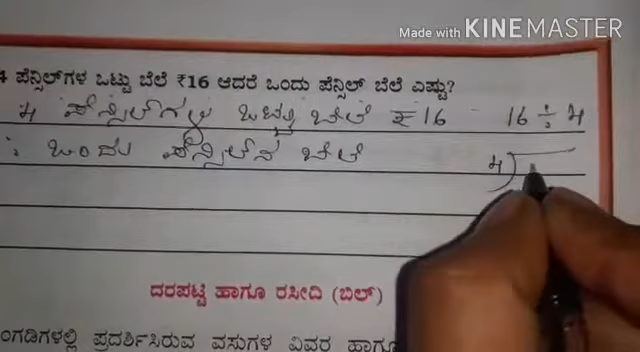 Made with KINEMASTER
4 ಪೆನ್ಸಿಲ್‌ಗಳ ಒಟ್ಟು ಬೆಲೆ ₹16 ಆದರೆ ಒಂದು ಪೆನ್ಸಿಲ್ ಬೆಲೆ ಎಷ್ಟು?
4 ಪೆನ್ಸಿಲ್‌ಗಳ ಒಟ್ಟು ಬೆಲೆ ₹16 16 ÷ 4
∴ ಒಂದು ಪೆನ್ಸಿಲ್‌ನ ಬೆಲೆ 4)
ದರಪಟ್ಟಿ ಹಾಗೂ ರಸೀದಿ (ಬಿಲ್)
ಂಗಡಿಗಳಲ್ಲಿ ಪ್ರದರ್ಶಿಸಿರುವ ವಸುಗಳ ವಿವರ ಹಾಗೂ